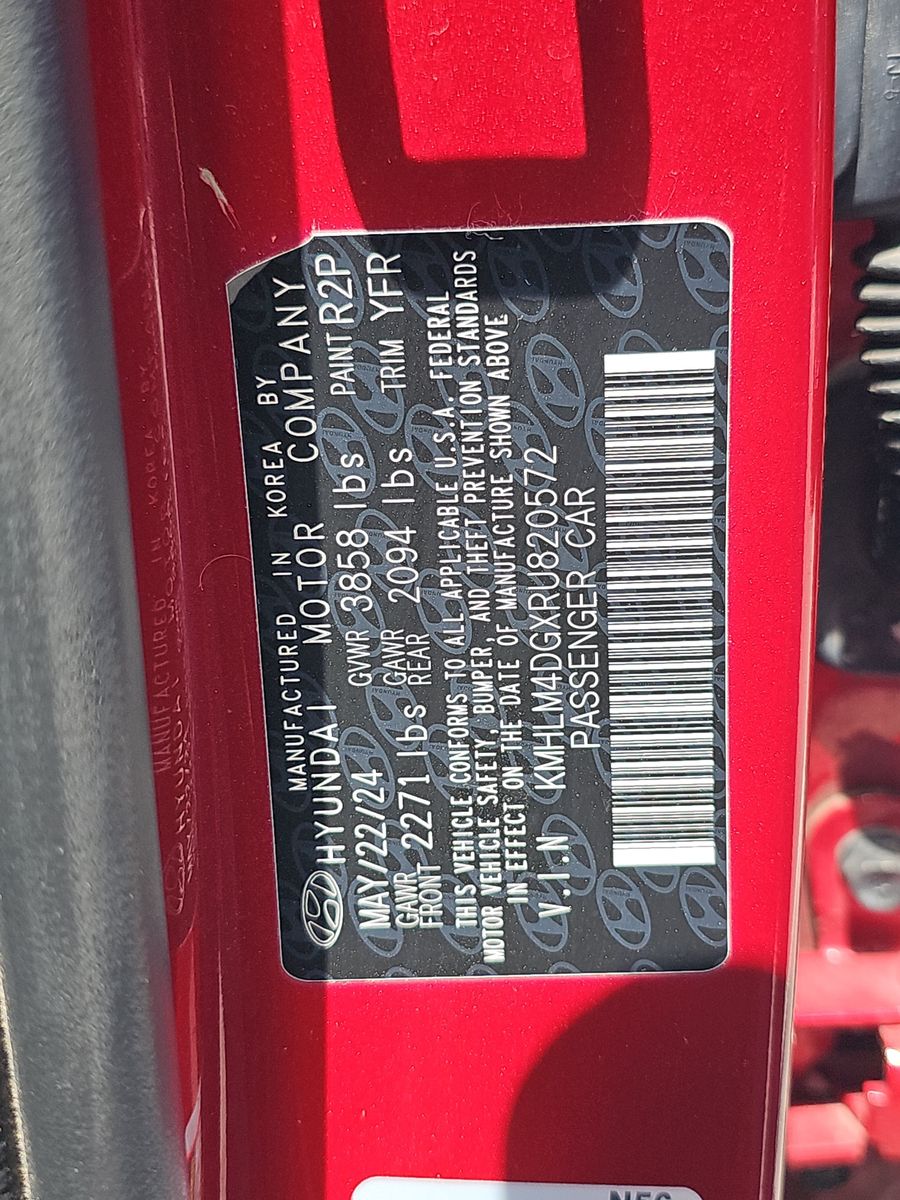 MANUFACTURED IN KOREA BY
HYUNDAI MOTOR COMPANY
MAY/22/24 GVWR 3858 lbs PAINT R2P
GAWR FRONT 2271 lbs GAWR REAR 2094 lbs TRIM YFR
THIS VEHICLE CONFORMS TO ALL APPLICABLE U.S.A. FEDERAL
MOTOR VEHICLE SAFETY, BUMPER, AND THEFT PREVENTION STANDARDS
IN EFFECT ON THE DATE OF MANUFACTURE SHOWN ABOVE
V.I.N KMHLM4DGXRU820572
PASSENGER CAR